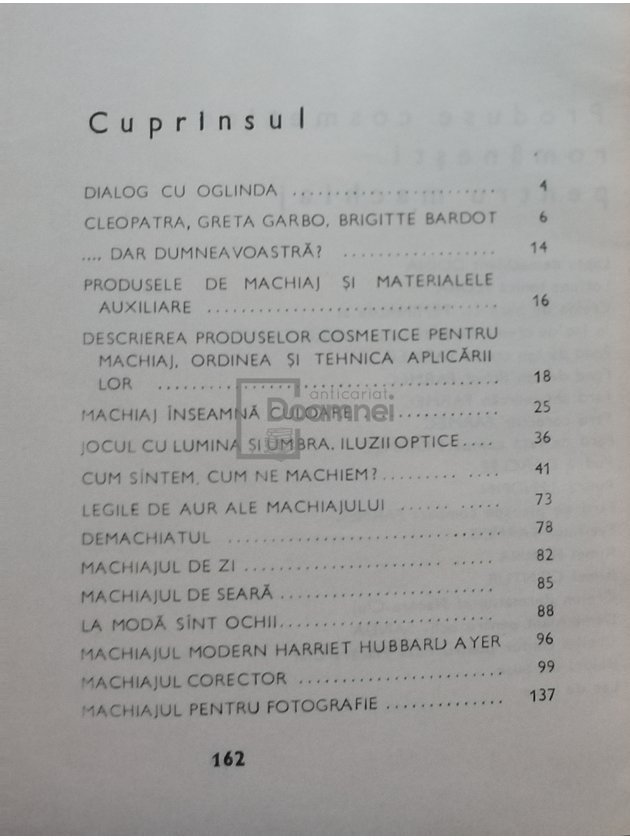 Cuprinsul
DIALOG CU OGLINDA ........................ 4
CLEOPATRA, GRETA GARBO, BRIGITTE BARDOT 6
.... DAR DUMNEAVOASTRĂ? .................. 14
PRODUSELE DE MACHIAJ ȘI MATERIALELE
AUXILIARE ................................ 16
DESCRIEREA PRODUSELOR COSMETICE PENTRU
MACHIAJ, ORDINEA ȘI TEHNICA APLICĂRII
LOR ...................................... 18
MACHIAJ ÎNSEAMNĂ CULOARE ................ 25
JOCUL CU LUMINA ȘI UMBRA. ILUZII OPTICE.... 36
CUM SÎNTEM, CUM NE MACHIEM?......... .... 41
LEGILE DE AUR ALE MACHIAJULUI ...... ..... 73
DEMACHIATUL .............................. 78
MACHIAJUL DE ZI ..................... ..... 82
MACHIAJUL DE SEARĂ ....................... 85
LA MODĂ SÎNT OCHII........................ 88
MACHIAJUL MODERN HARRIET HUBBARD AYER 96
MACHIAJUL CORECTOR ....................... 99
MACHIAJUL PENTRU FOTOGRAFIE .............. 137
162
anticariat
Doamnei